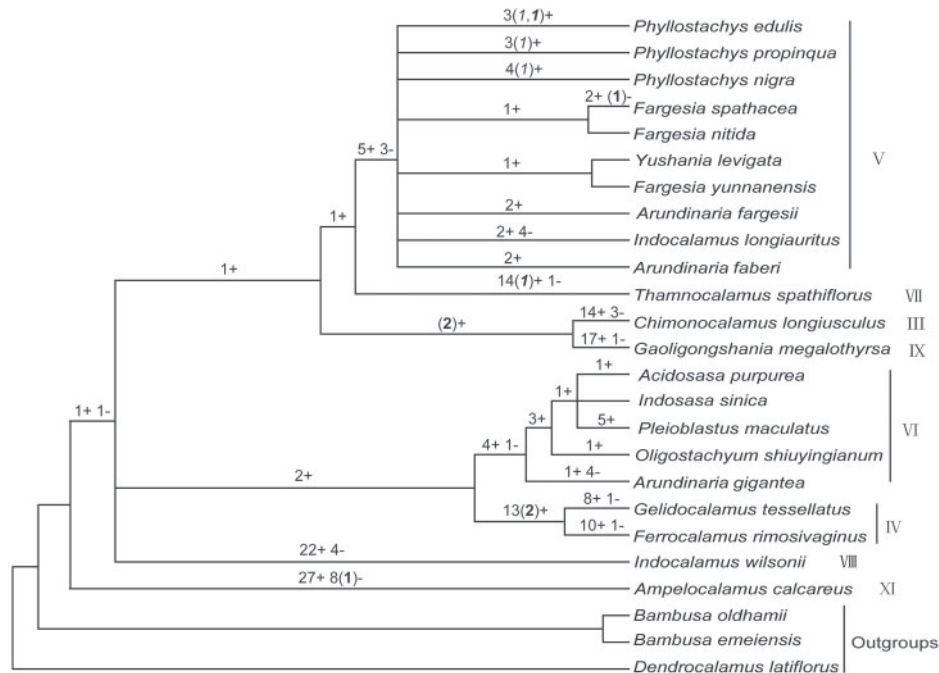 3(1,1)+
Phyllostachys edulis
3(1)+
Phyllostachys propinqua
4(1)+
Phyllostachys nigra
2+ (1)-
Fargesia spathacea
1+
Fargesia nitida
5+ 3-
Yushania levigata
V
1+
Fargesia yunnanensis
2+
Arundinaria fargesii
1+
2+ 4-
Indocalamus longiauritus
2+
Arundinaria faberi
1+
14(1)+ 1-
Thamnocalamus spathiflorus VII
14+ 3-
Chimonocalamus longiusculus III
(2)+
17+ 1-
Gaoligongshania megalothyrsa IX
1+
Acidosasa purpurea
1+
Indosasa sinica
1+ 1-
5+
Pleioblastus maculatus
VI
3+
1+
Oligostachyum shiuyingianum
4+ 1-
1+ 4-
Arundinaria gigantea
2+
8+ 1-
Gelidocalamus tessellatus
13(2)+
IV
10+ 1-
Ferrocalamus rimosivaginus
22+ 4-
Indocalamus wilsonii VIII
27+ 8(1)-
Ampelocalamus calcareus XI
Bambusa oldhamii
Bambusa emeiensis
Outgroups
Dendrocalamus latiflorus